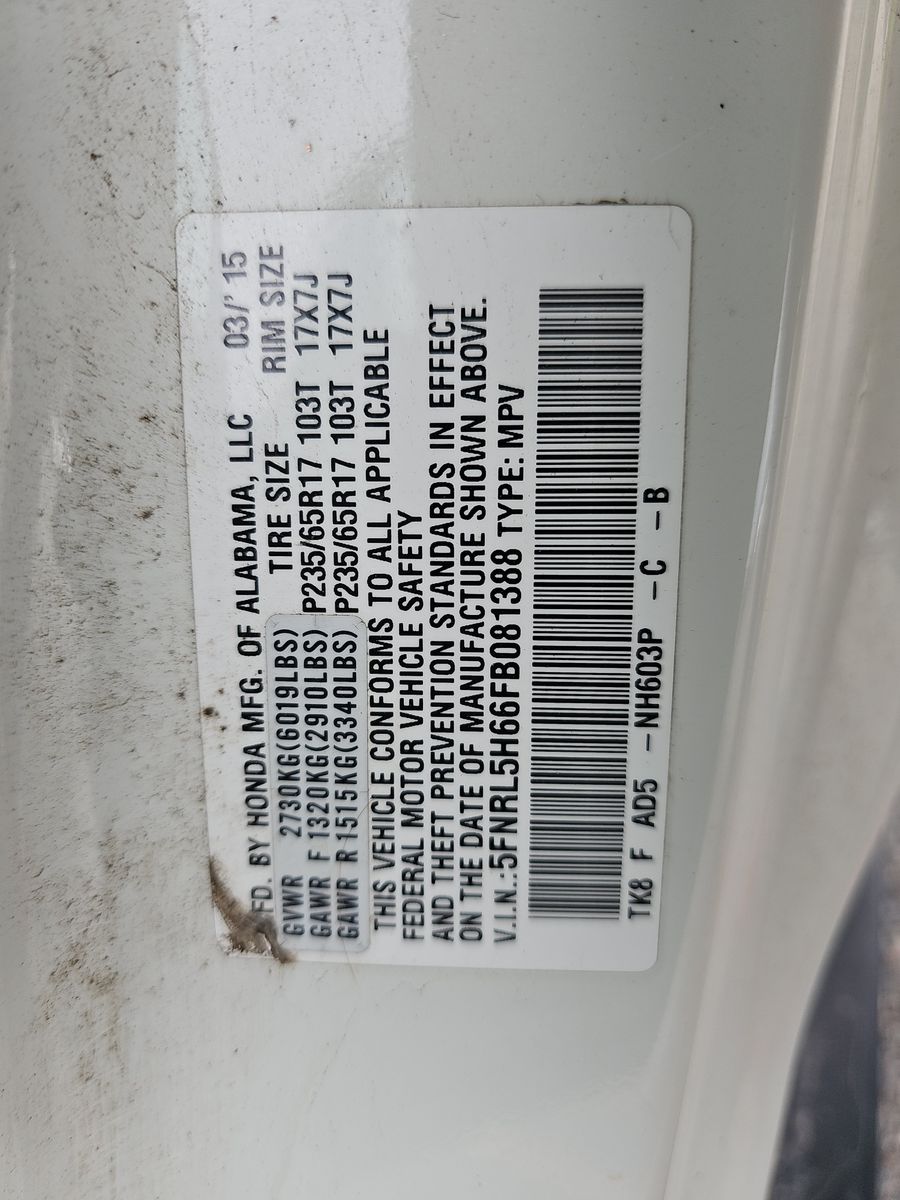 FD. BY HONDA MFG. OF ALABAMA, LLC 03/' 15
TIRE SIZE RIM SIZE
GVWR 2730KG(6019LBS)
GAWR F 1320KG(2910LBS) P235/65R17 103T 17X7J
GAWR R 1515KG(3340LBS) P235/65R17 103T 17X7J
THIS VEHICLE CONFORMS TO ALL APPLICABLE
FEDERAL MOTOR VEHICLE SAFETY
AND THEFT PREVENTION STANDARDS IN EFFECT
ON THE DATE OF MANUFACTURE SHOWN ABOVE.
V.I.N.:5FNRL5H66FB081388 TYPE: MPV
TK8 F AD5 -NH603P -C -B